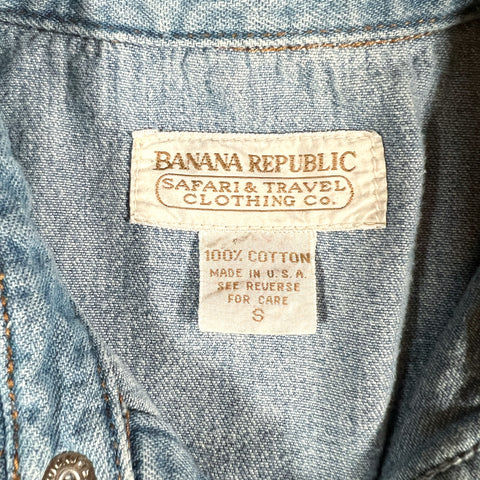 BANANA REPUBLIC
SAFARI & TRAVEL
CLOTHING Co.
100% COTTON
MADE IN U.S.A.
SEE REVERSE
FOR CARE
S